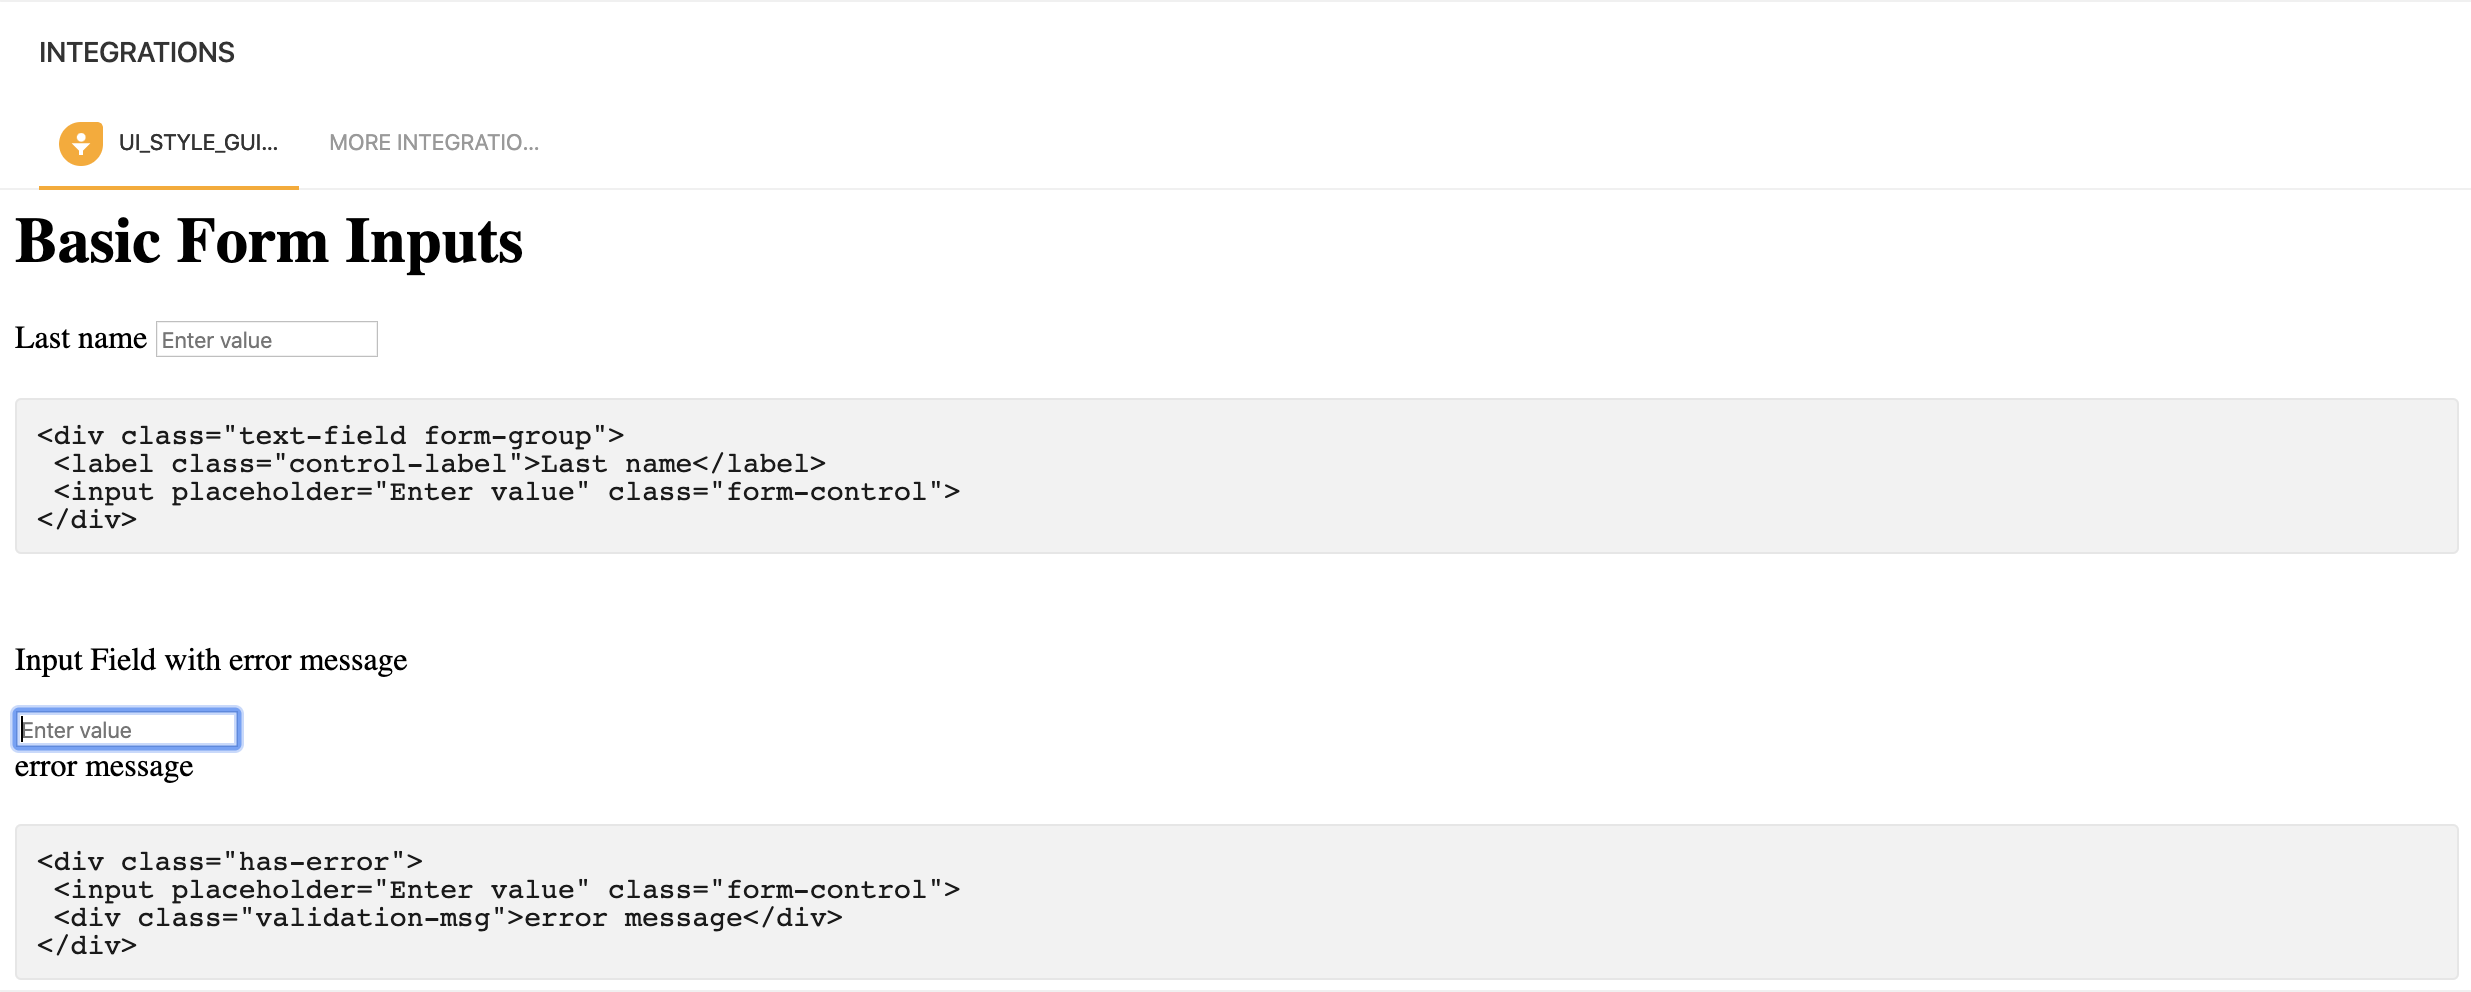 INTEGRATIONS
UI_STYLE_GUI... MORE INTEGRATIO...
Basic Form Inputs
Last name Enter value
<div class="text-field form-group">
 <label class="control-label">Last name</label>
 <input placeholder="Enter value" class="form-control">
</div>
Input Field with error message
Enter value
error message
<div class="has-error">
 <input placeholder="Enter value" class="form-control">
 <div class="validation-msg">error message</div>
</div>